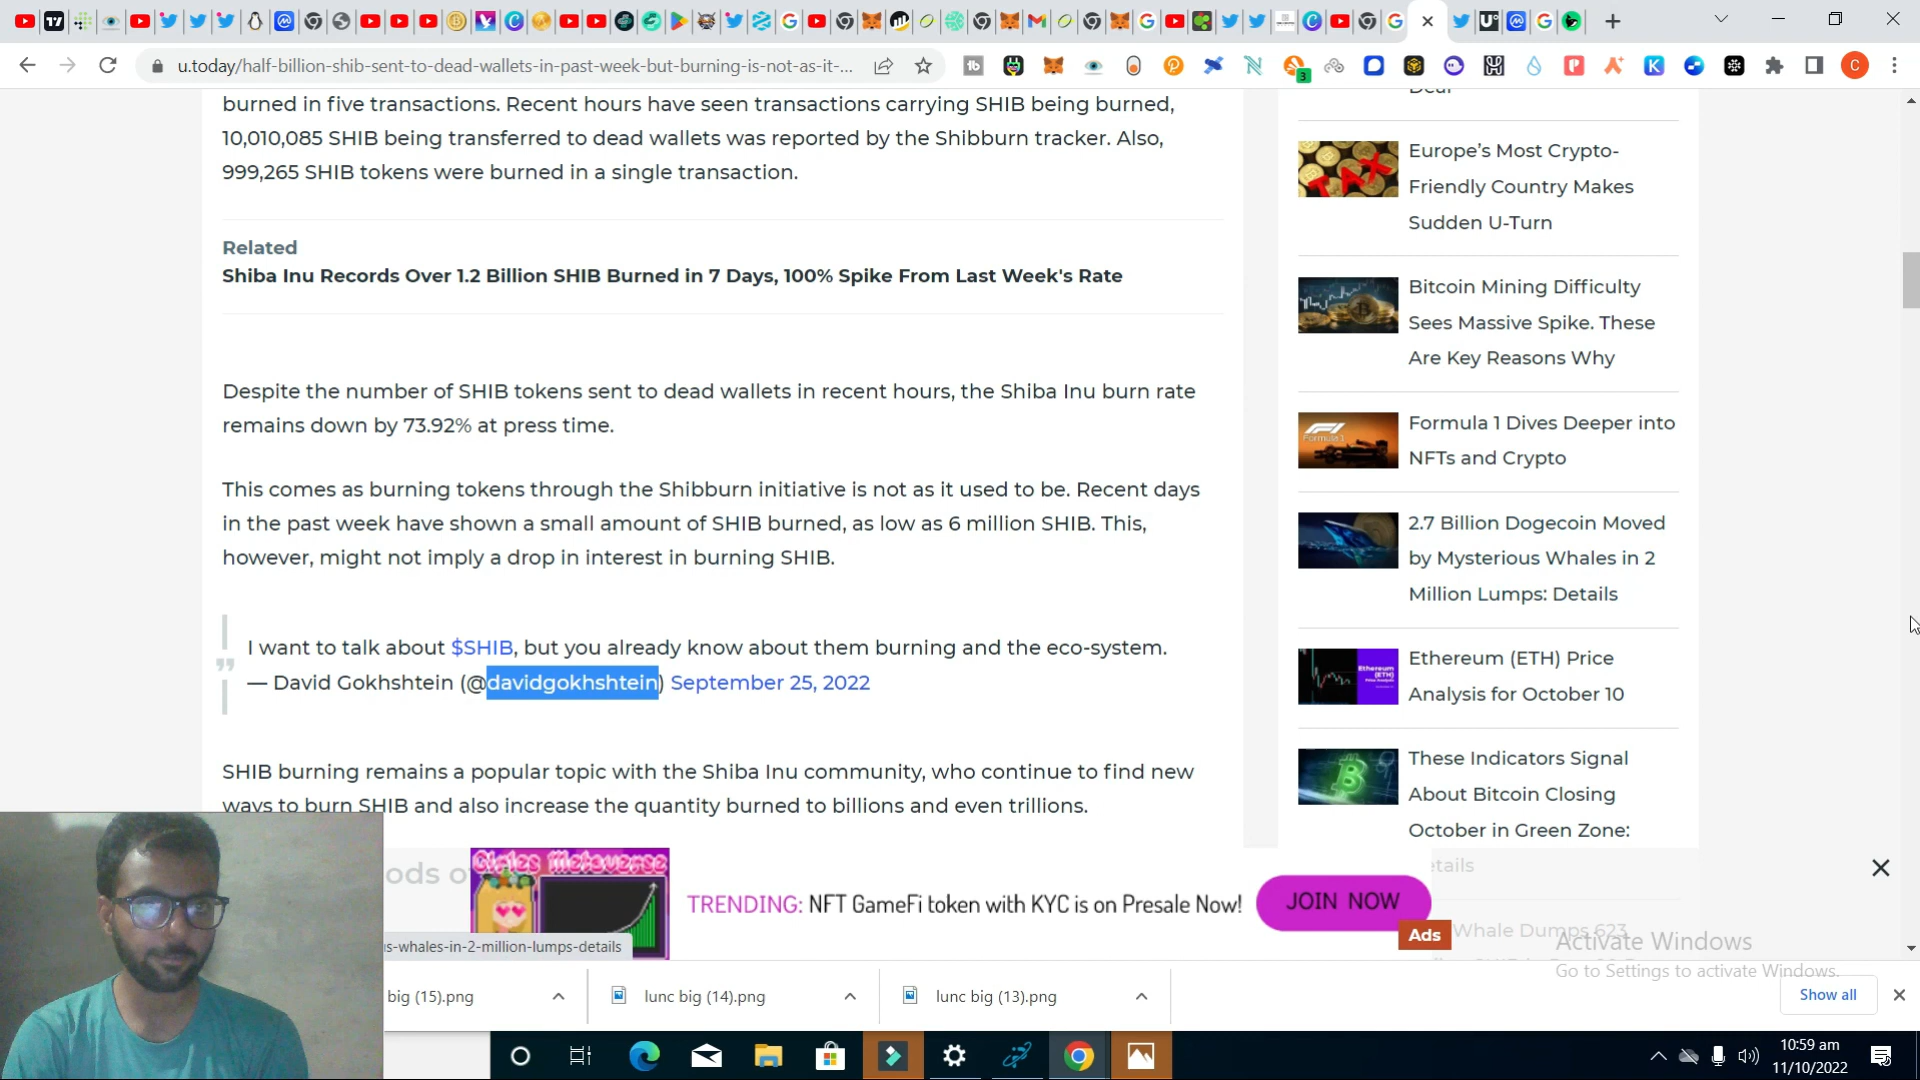 u.today/half-billion-shib-sent-to-dead-wallets-in-past-week-but-burning-is-not-as-it-...
burned in five transactions. Recent hours have seen transactions carrying SHIB being burned,
10,010,085 SHIB being transferred to dead wallets was reported by the Shibburn tracker. Also,
999,265 SHIB tokens were burned in a single transaction.
Related
Shiba Inu Records Over 1.2 Billion SHIB Burned in 7 Days, 100% Spike From Last Week's Rate
Despite the number of SHIB tokens sent to dead wallets in recent hours, the Shiba Inu burn rate
remains down by 73.92% at press time.
This comes as burning tokens through the Shibburn initiative is not as it used to be. Recent days
in the past week have shown a small amount of SHIB burned, as low as 6 million SHIB. This,
however, might not imply a drop in interest in burning SHIB.
I want to talk about $SHIB, but you already know about them burning and the eco-system.
— David Gokhshtein (@davidgokhshtein) September 25, 2022
SHIB burning remains a popular topic with the Shiba Inu community, who continue to find new
ways to burn SHIB and also increase the quantity burned to billions and even trillions.
Deal
TAX
Europe's Most Crypto-
Friendly Country Makes
Sudden U-Turn
Bitcoin Mining Difficulty
Sees Massive Spike. These
Are Key Reasons Why
Formula 1 Dives Deeper into
NFTs and Crypto
2.7 Billion Dogecoin Moved
by Mysterious Whales in 2
Million Lumps: Details
Ethereum (ETH) Price
Analysis for October 10
These Indicators Signal
About Bitcoin Closing
October in Green Zone:
etails
Whale Dumps 623
ods o
TRENDING: NFT GameFi token with KYC is on Presale Now!
JOIN NOW
Ads
s-whales-in-2-million-lumps-details
Activate Windows
Go to Settings to activate Windows.
big (15).png
lunc big (14).png
lunc big (13).png
Show all
10:59 am
11/10/2022